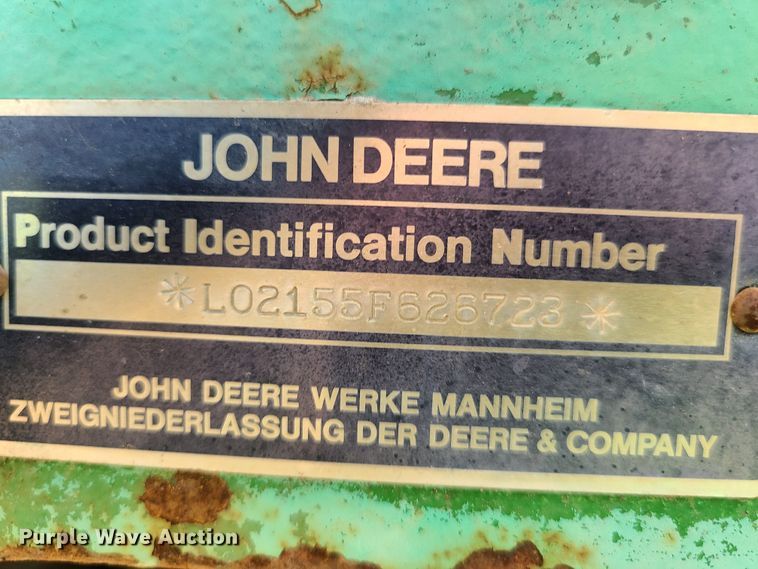 JOHN DEERE
Product Identification Number
*L02155F626723*
JOHN DEERE WERKE MANNHEIM
ZWEIGNIEDERLASSUNG DER DEERE & COMPANY
Purple Wave Auction